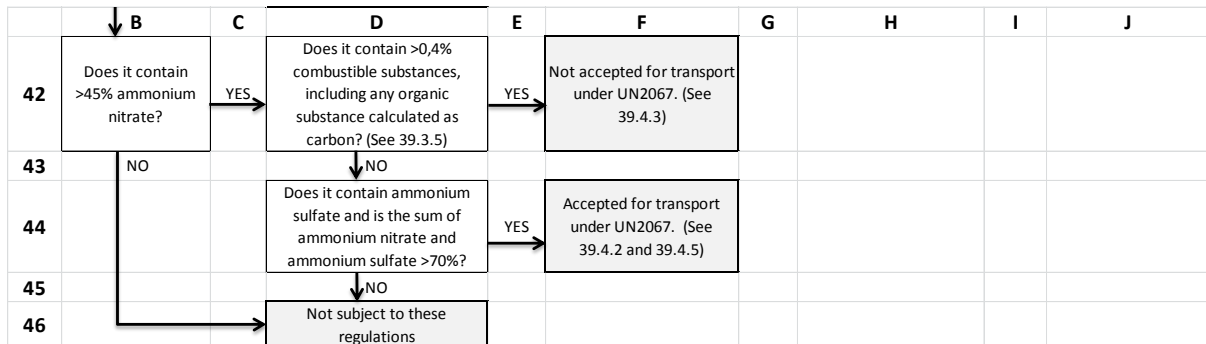 B C D E F G H I J
42
Does it contain
>45% ammonium
nitrate?
YES
Does it contain >0,4%
combustible substances,
including any organic
substance calculated as
carbon? (See 39.3.5)
YES
Not accepted for transport
under UN2067. (See
39.4.3)
43
NO
NO
44
Does it contain ammonium
sulfate and is the sum of
ammonium nitrate and
ammonium sulfate >70%?
YES
Accepted for transport
under UN2067. (See
39.4.2 and 39.4.5)
45
NO
46
Not subject to these
regulations